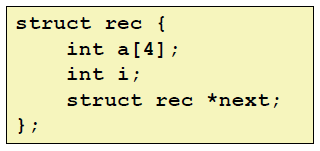 struct rec {
    int a[4];
    int i;
    struct rec *next;
};